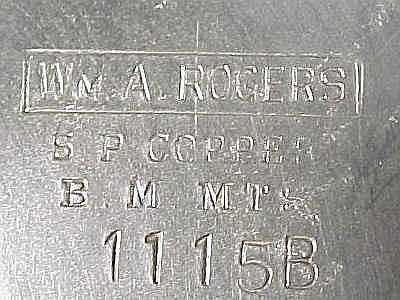 WM A. ROGERS
S P COPPER
B. M. MTS.
1115B